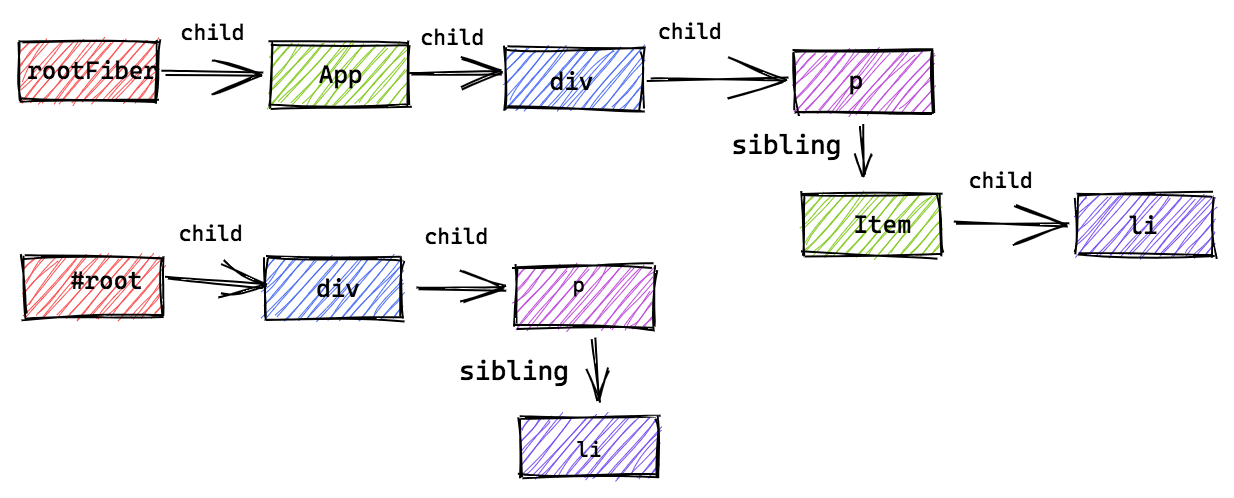 child
child
child
rootFiber
App
div
p
sibling
child
Item
li
child
child
#root
div
p
sibling
li